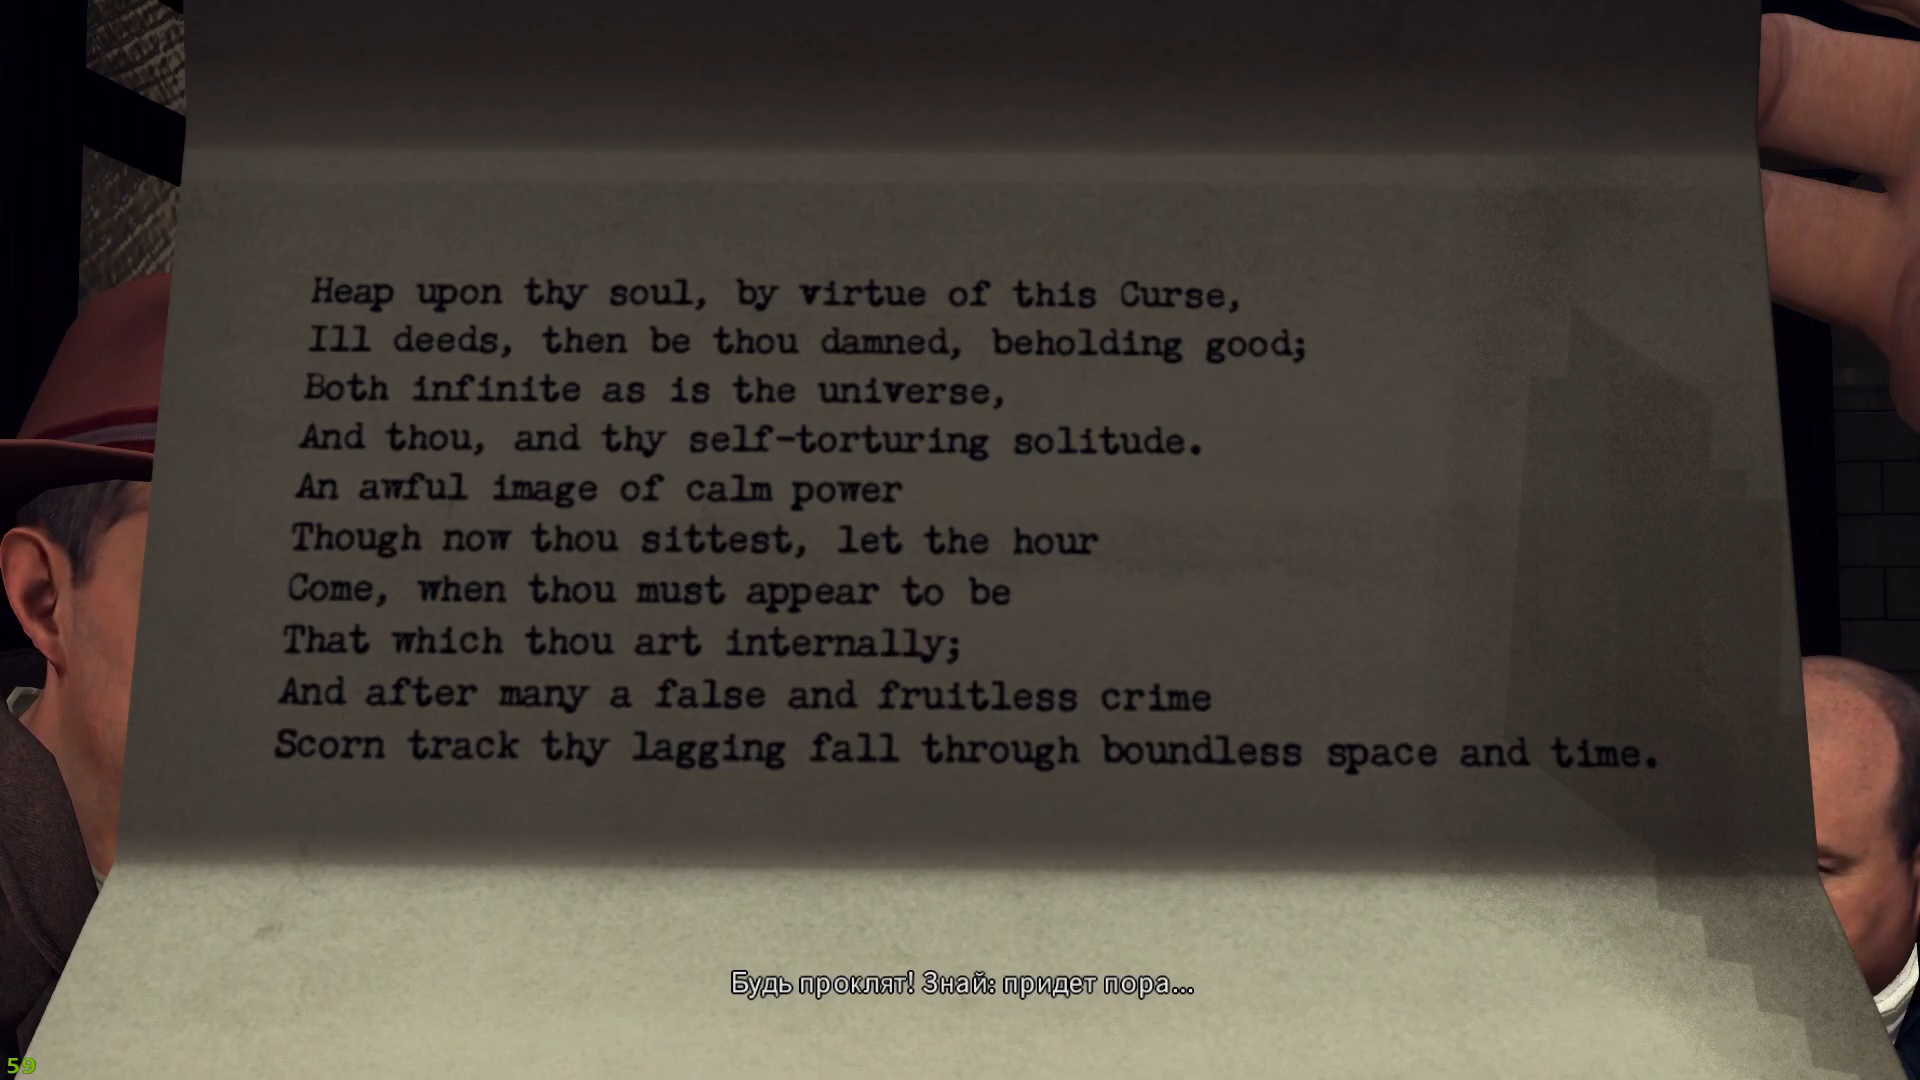 Heap upon thy soul, by virtue of this Curse,
Ill deeds, then be thou damned, beholding good;
Both infinite as is the universe,
And thou, and thy self-torturing solitude.
An awful image of calm power
Though now thou sittest, let the hour
Come, when thou must appear to be
That which thou art internally;
And after many a false and fruitless crime
Scorn track thy lagging fall through boundless space and time.
Будь проклят! Знай: придет пора...
59